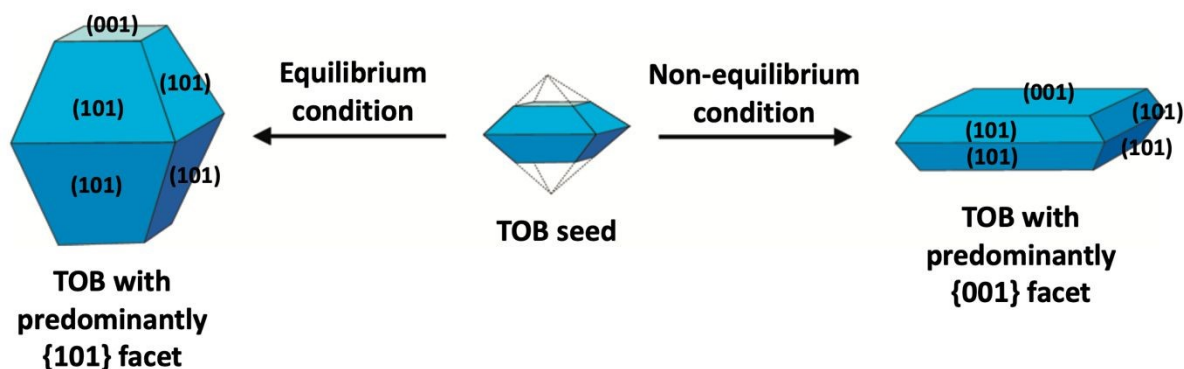 (001)
(101)
(101)
(101)
(101)
TOB with
predominantly
{101} facet
Equilibrium
condition
TOB seed
Non-equilibrium
condition
(001)
(101)
(101)
(101)
(101)
TOB with
predominantly
{001} facet